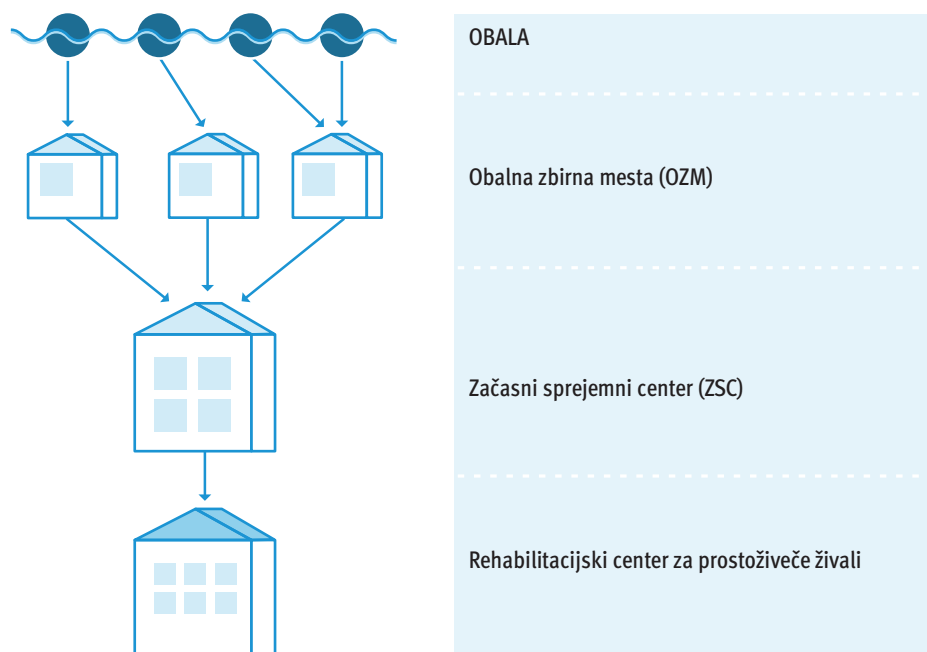 OBALA
Obalna zbirna mesta (OZM)
Začasni sprejemni center (ZSC)
Rehabilitacijski center za prostoživeče živali